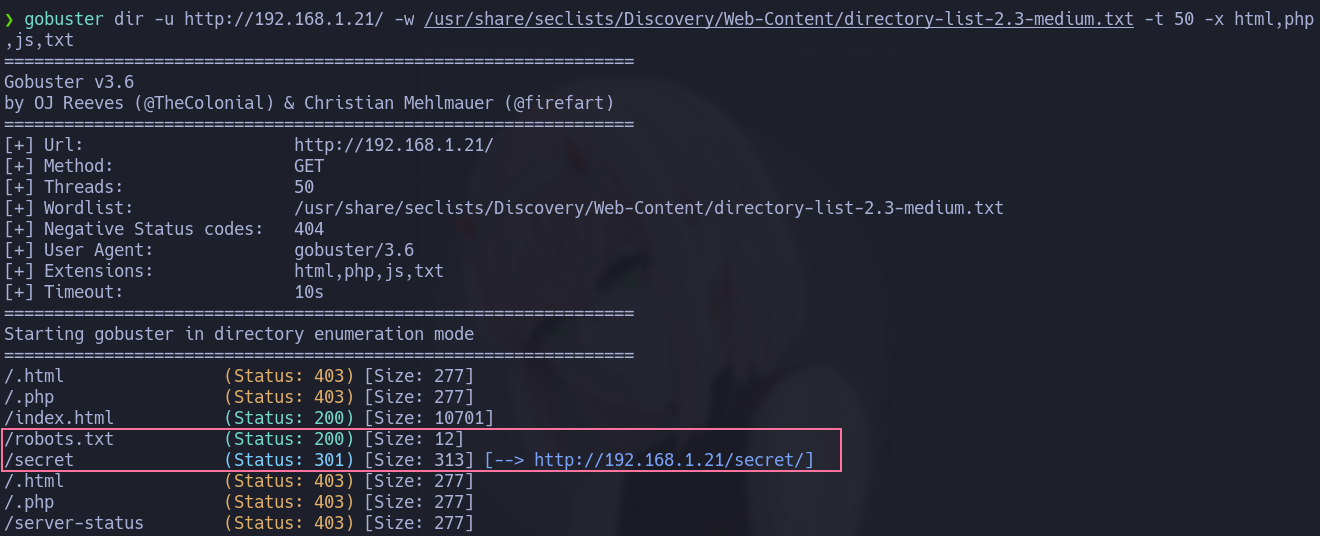 ❯ gobuster dir -u http://192.168.1.21/ -w /usr/share/seclists/Discovery/Web-Content/directory-list-2.3-medium.txt -t 50 -x html,php
,js,txt
===============================================================
Gobuster v3.6
by OJ Reeves (@TheColonial) & Christian Mehlmauer (@firefart)
===============================================================
[+] Url:                     http://192.168.1.21/
[+] Method:                  GET
[+] Threads:                 50
[+] Wordlist:                /usr/share/seclists/Discovery/Web-Content/directory-list-2.3-medium.txt
[+] Negative Status codes:   404
[+] User Agent:              gobuster/3.6
[+] Extensions:              html,php,js,txt
[+] Timeout:                 10s
===============================================================
Starting gobuster in directory enumeration mode
===============================================================
/.html                (Status: 403) [Size: 277]
/.php                 (Status: 403) [Size: 277]
/index.html           (Status: 200) [Size: 10701]
/robots.txt           (Status: 200) [Size: 12]
/secret               (Status: 301) [Size: 313] [--> http://192.168.1.21/secret/]
/.html                (Status: 403) [Size: 277]
/.php                 (Status: 403) [Size: 277]
/server-status        (Status: 403) [Size: 277]